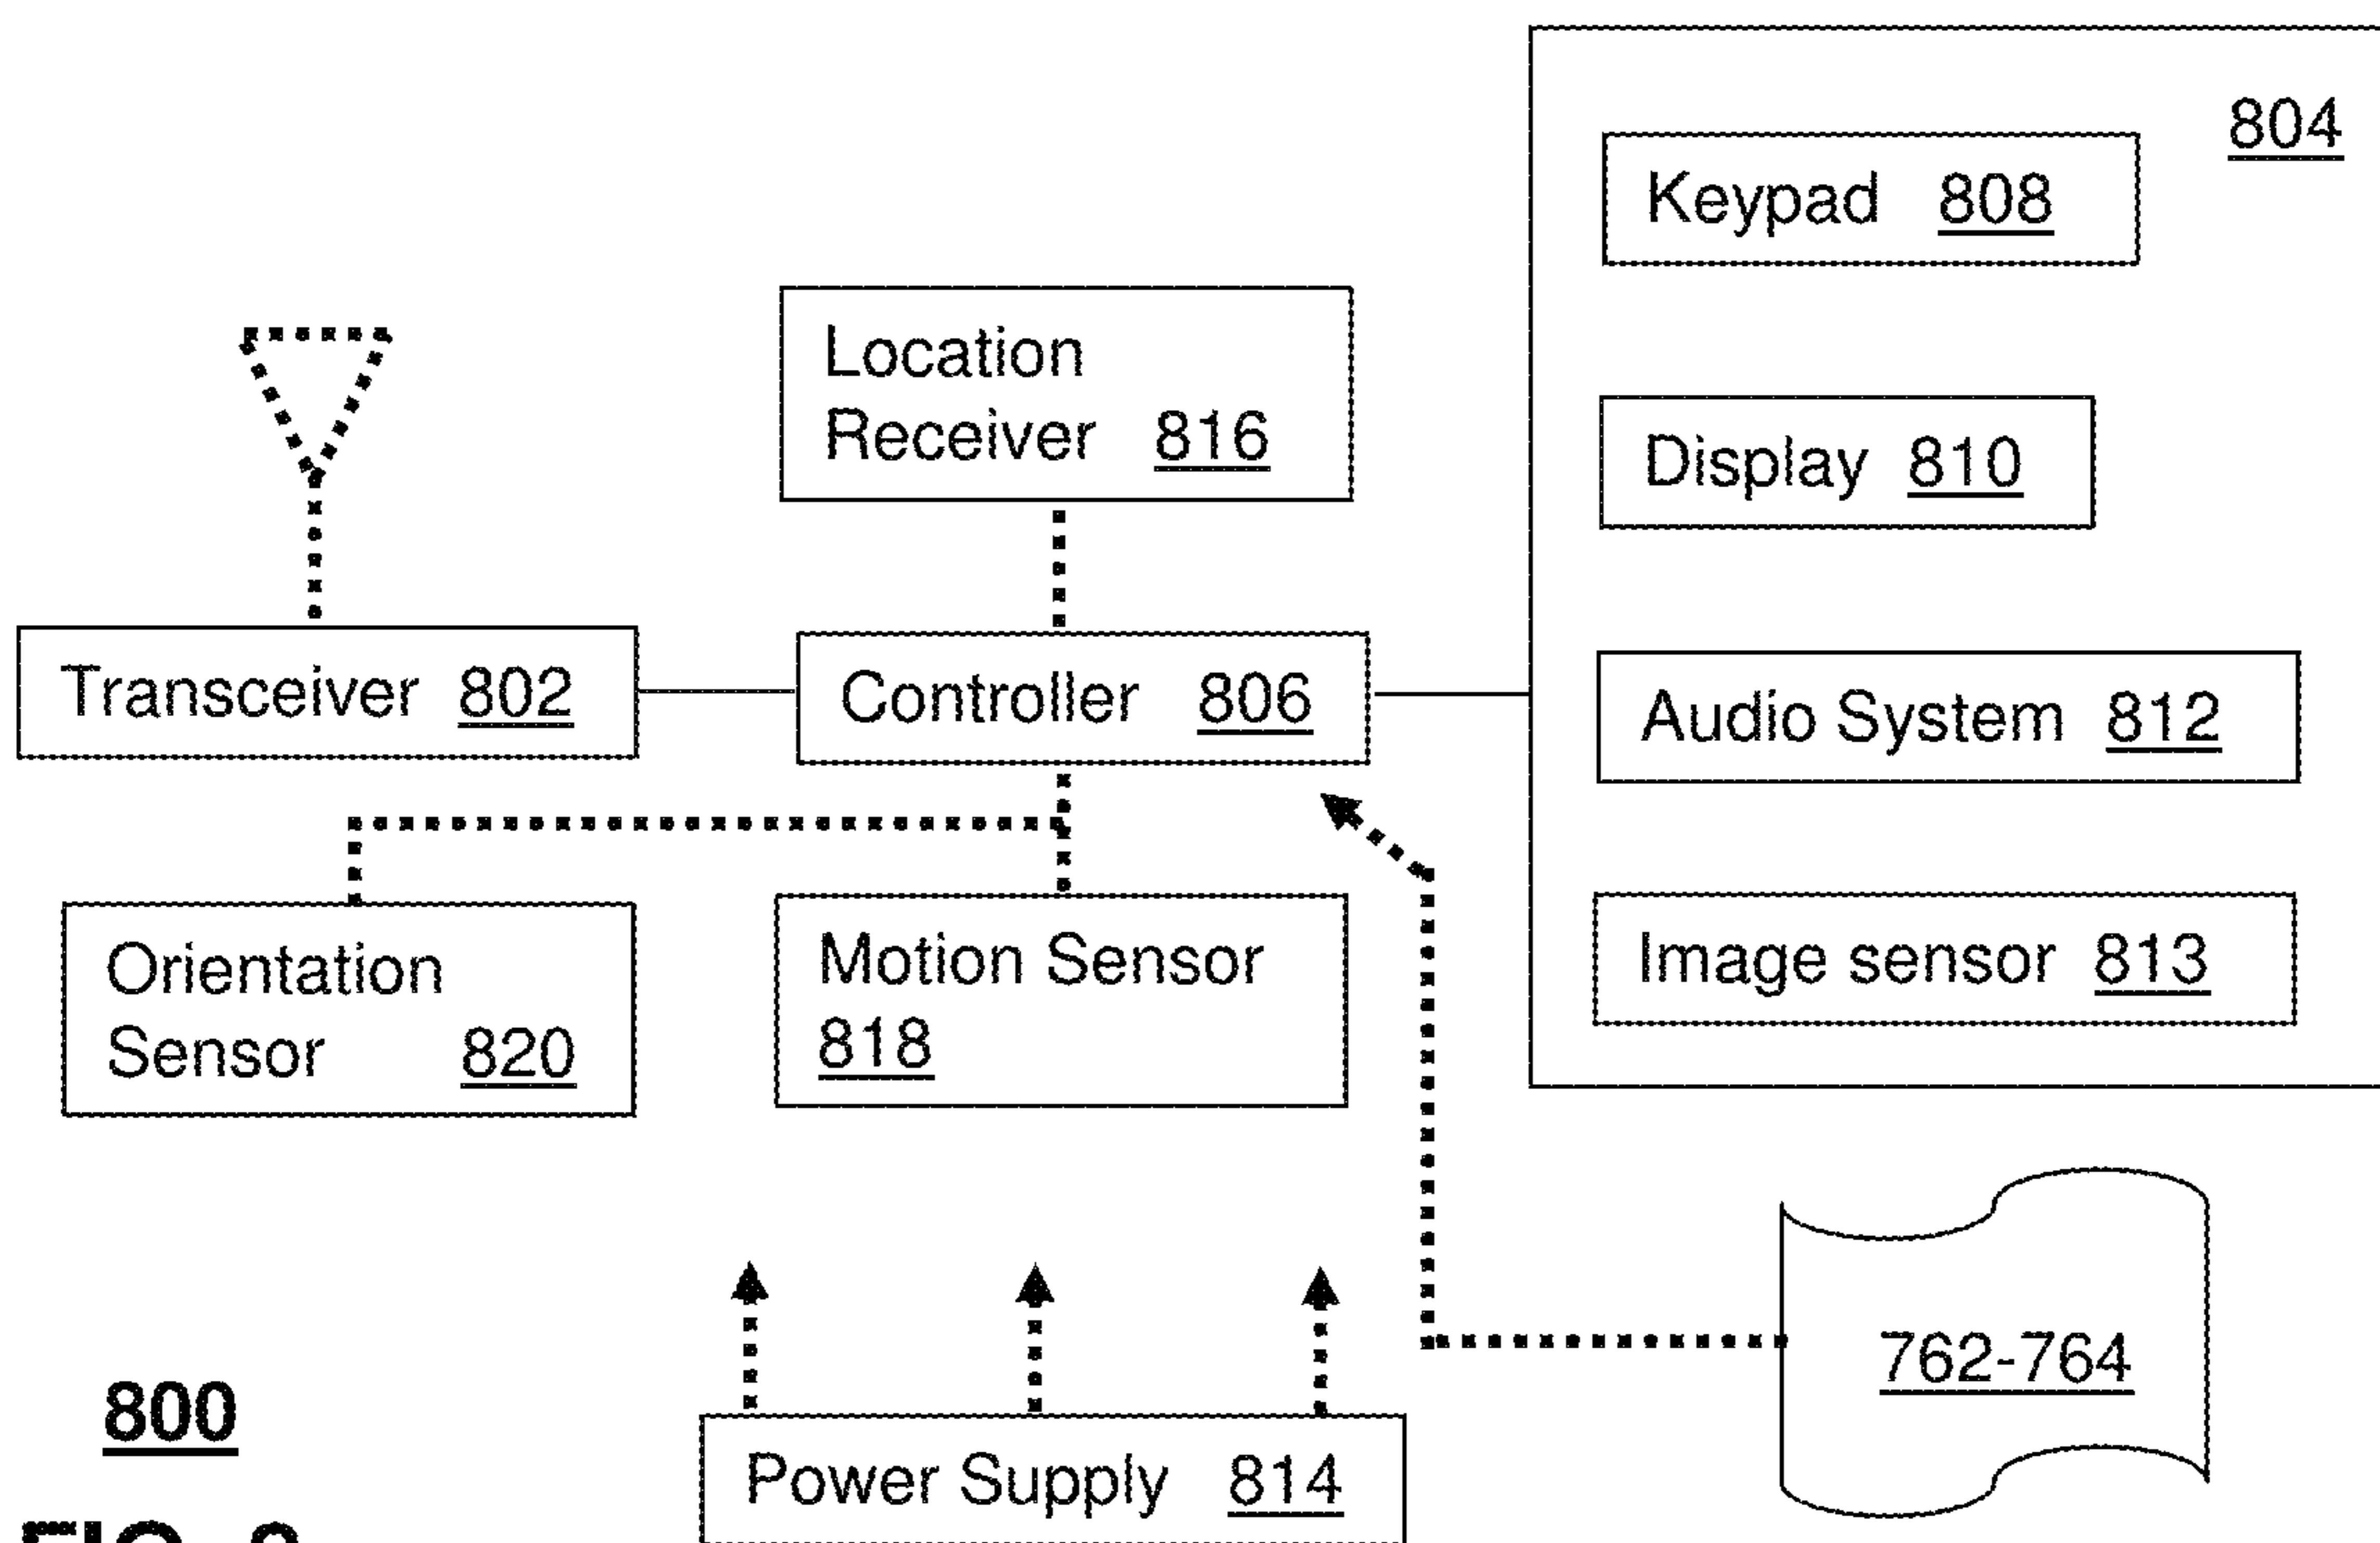 804
Keypad 808
Location
Receiver 816
Display 810
Transceiver 802
Controller 806
Audio System 812
Orientation
Sensor 820
Motion Sensor
818
Image sensor 813
762-764
800
Power Supply 814